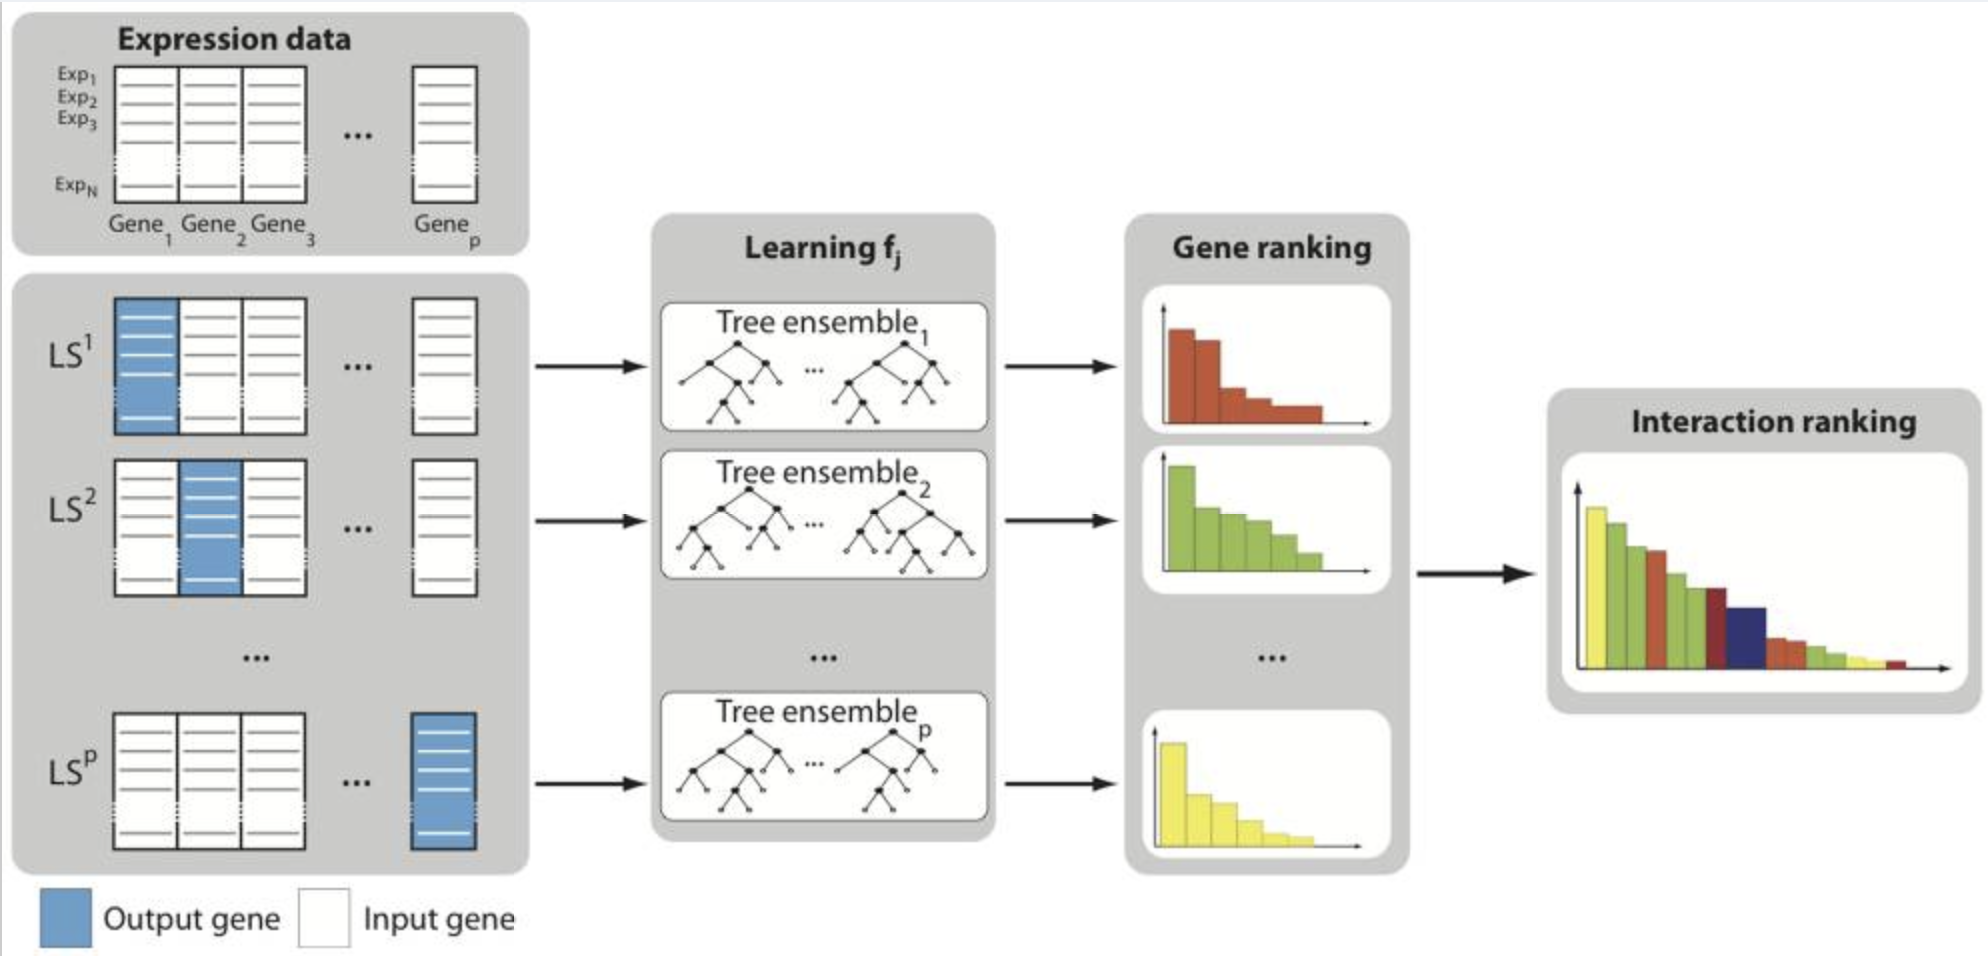 Expression data
Exp1
Exp2
Exp3
...
ExpN
Gene1 Gene2 Gene3 Genep
LS1
...
LS2
...
...
LSp
...
Output gene Input gene
Learning fj
Tree ensemble1
...
Tree ensemble2
...
...
Tree ensemblep
...
Gene ranking
...
Interaction ranking